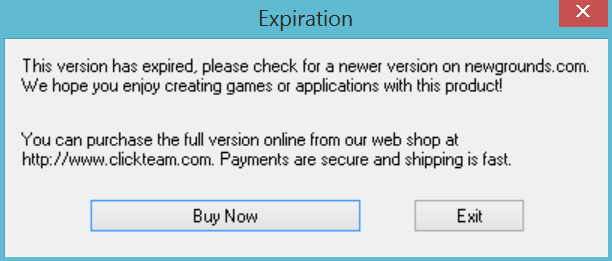 Expiration
This version has expired, please check for a newer version on newgrounds.com.
We hope you enjoy creating games or applications with this product!
You can purchase the full version online from our web shop at
http://www.clickteam.com. Payments are secure and shipping is fast.
Buy Now
Exit